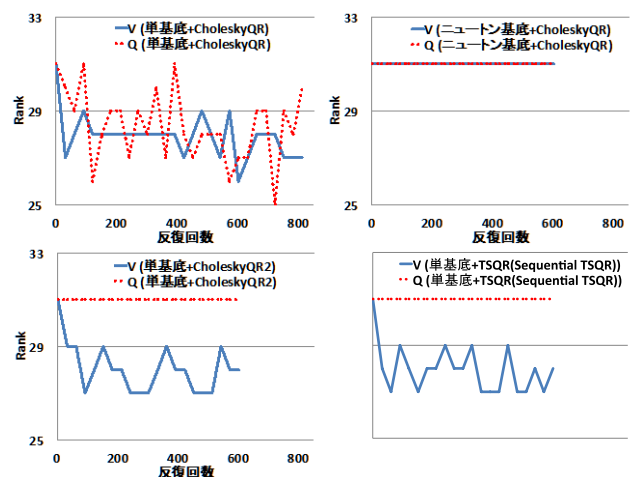 33
V (単基底+CholeskyQR)
Q (単基底+CholeskyQR)
Rank
29
25
0
200
400
600
800
反復回数
33
V (ニュートン基底+CholeskyQR)
Q (ニュートン基底+CholeskyQR)
Rank
29
25
0
200
400
600
800
反復回数
33
V (単基底+CholeskyQR2)
Q (単基底+CholeskyQR2)
Rank
29
25
0
200
400
600
800
反復回数
V (単基底+TSQR(Sequential TSQR))
Q (単基底+TSQR(Sequential TSQR))